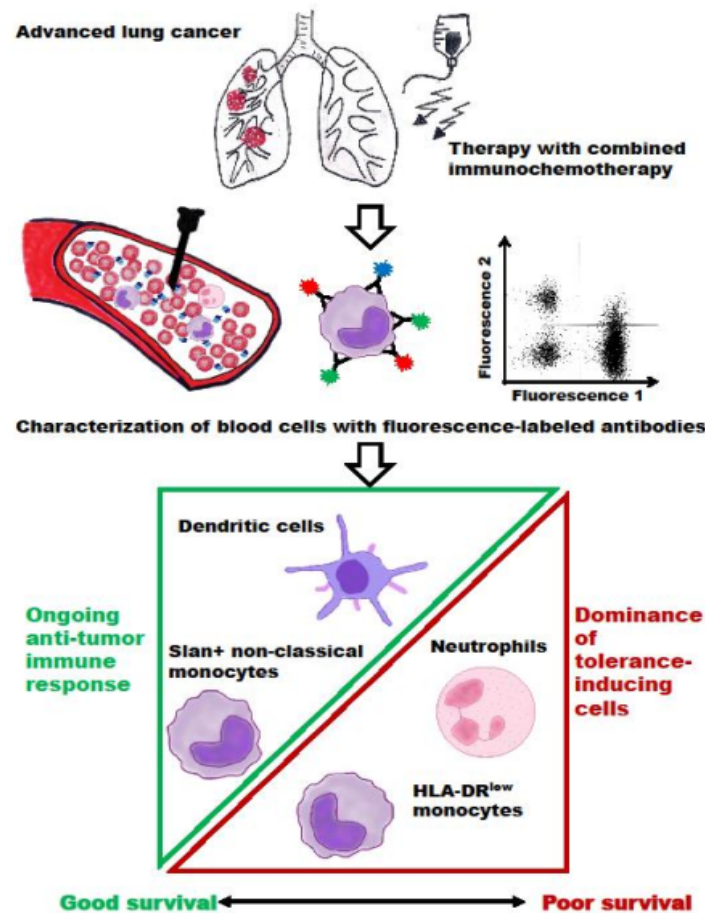 Advanced lung cancer
Therapy with combined
immunochemotherapy
Fluorescence 2
Fluorescence 1
Characterization of blood cells with fluorescence-labeled antibodies
Dendritic cells
Ongoing
anti-tumor
immune
response
Slan+ non-classical
monocytes
Neutrophils
Dominance
of
tolerance-
inducing
cells
HLA-DRlow
monocytes
Good survival
Poor survival